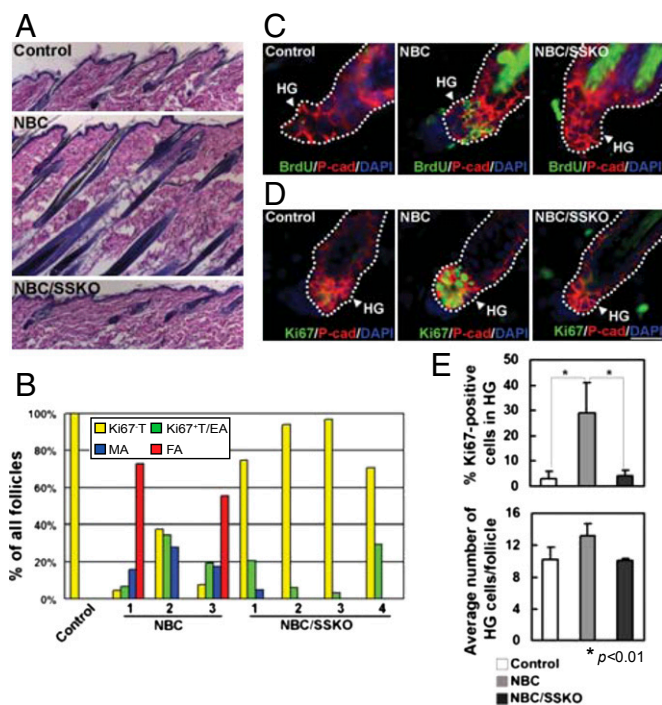 A
Control
NBC
NBC/SSKO
C
Control
NBC
NBC/SSKO
HG
HG
HG
BrdU/P-cad/DAPI
BrdU/P-cad/DAPI
BrdU/P-cad/DAPI
D
Control
NBC
NBC/SSKO
HG
HG
HG
Ki67/P-cad/DAPI
Ki67/P-cad/DAPI
Ki67/P-cad/DAPI
B
% of all follicles
100%
80%
60%
40%
20%
0%
Ki67-T
Ki67+T/EA
MA
FA
Control
1
2
3
1
2
3
4
NBC
NBC/SSKO
E
% Ki67-positive
cells in HG
50
40
30
20
10
0
*
*
Average number of
HG cells/follicle
16
12
8
4
0
* p<0.01
Control
NBC
NBC/SSKO